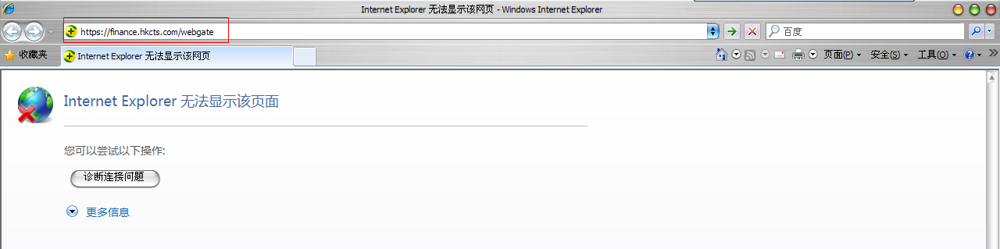 Internet Explorer 无法显示该网页 - Windows Internet Explorer
https://finance.hkcts.com/webgate
百度
收藏夹
Internet Explorer 无法显示该网页
页面(P)
安全(S)
工具(O)
Internet Explorer 无法显示该页面
您可以尝试以下操作:
诊断连接问题
更多信息